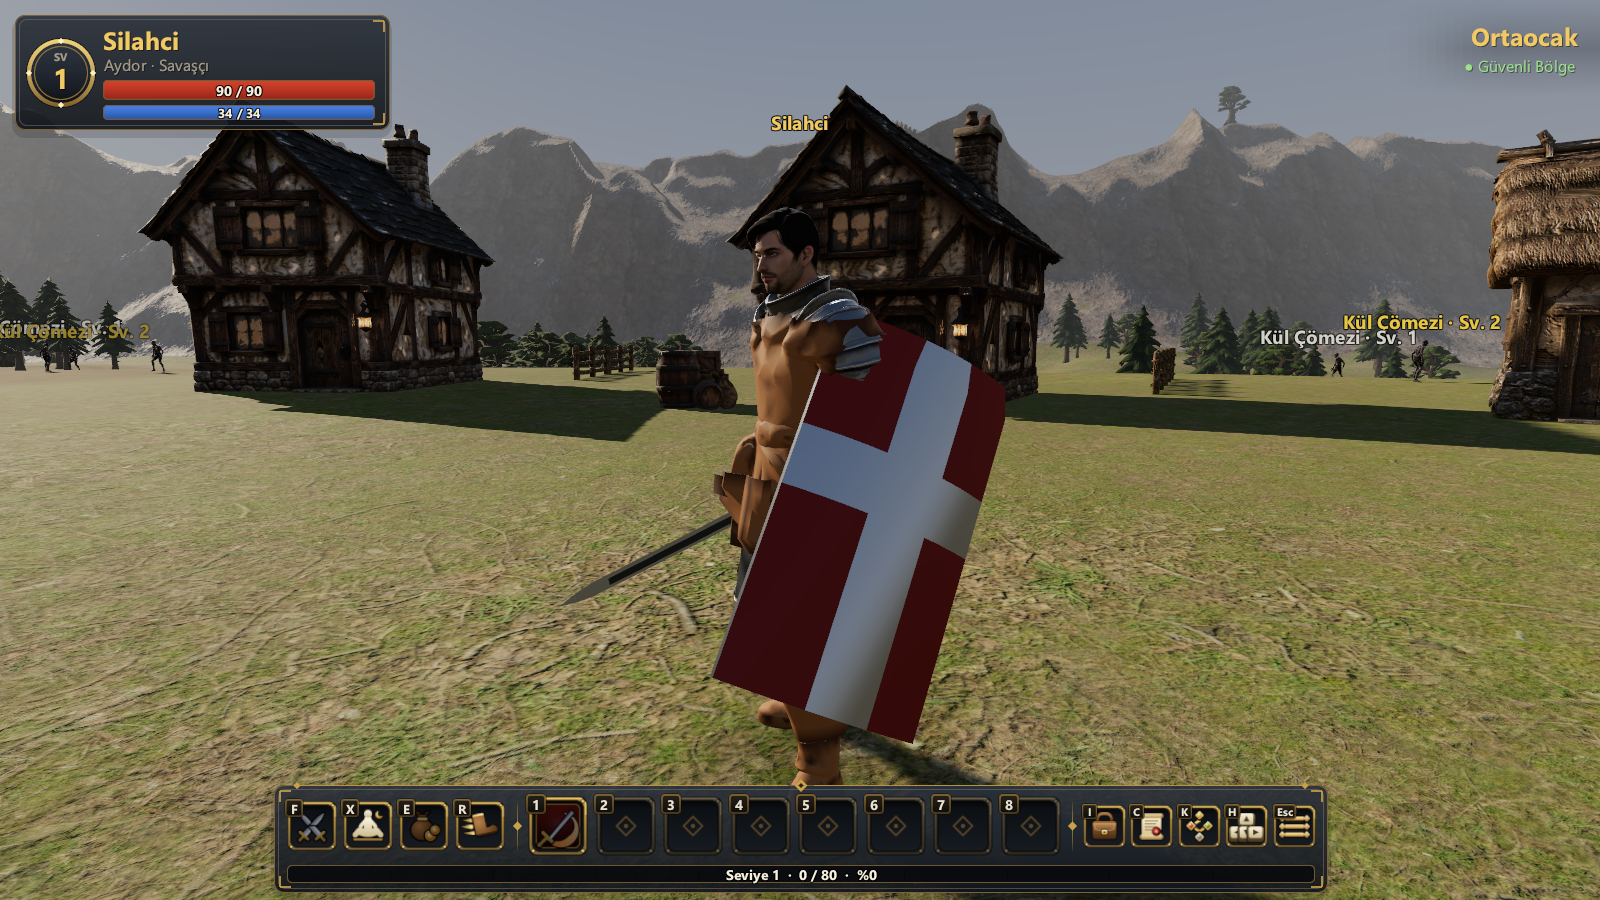 Silahci
SV
1
Aydor · Savaşçı
90 / 90
34 / 34
Ortaocak
Güvenli Bölge
Silahci
Kül Çömezi · Sv. 2
Kül Çömezi · Sv. 2
Kül Çömezi · Sv. 1
F
X
E
R
1
2
3
4
5
6
7
8
I
C
K
H
Esc
Seviye 1 · 0 / 80 · %0